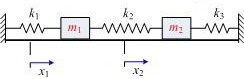 k₁ k₂ k₃
m₁ m₂
x₁ x₂